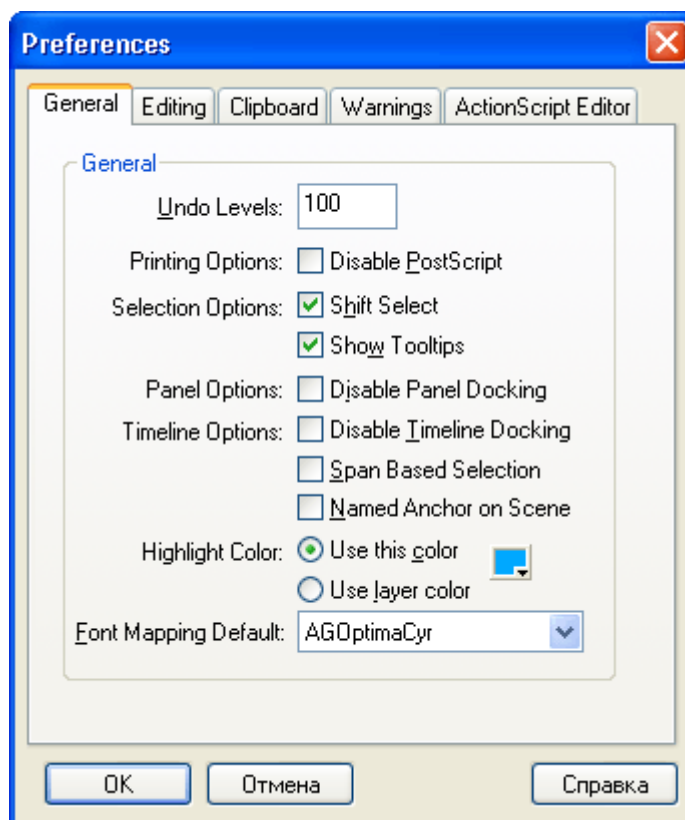 Preferences
General Editing Clipboard Warnings ActionScript Editor
General
Undo Levels: 100
Printing Options: Disable PostScript
Selection Options: Shift Select
Show Tooltips
Panel Options: Disable Panel Docking
Timeline Options: Disable Timeline Docking
Span Based Selection
Named Anchor on Scene
Highlight Color: Use this color
Use layer color
Font Mapping Default: AGOptimaCyr
OK Отмена Справка